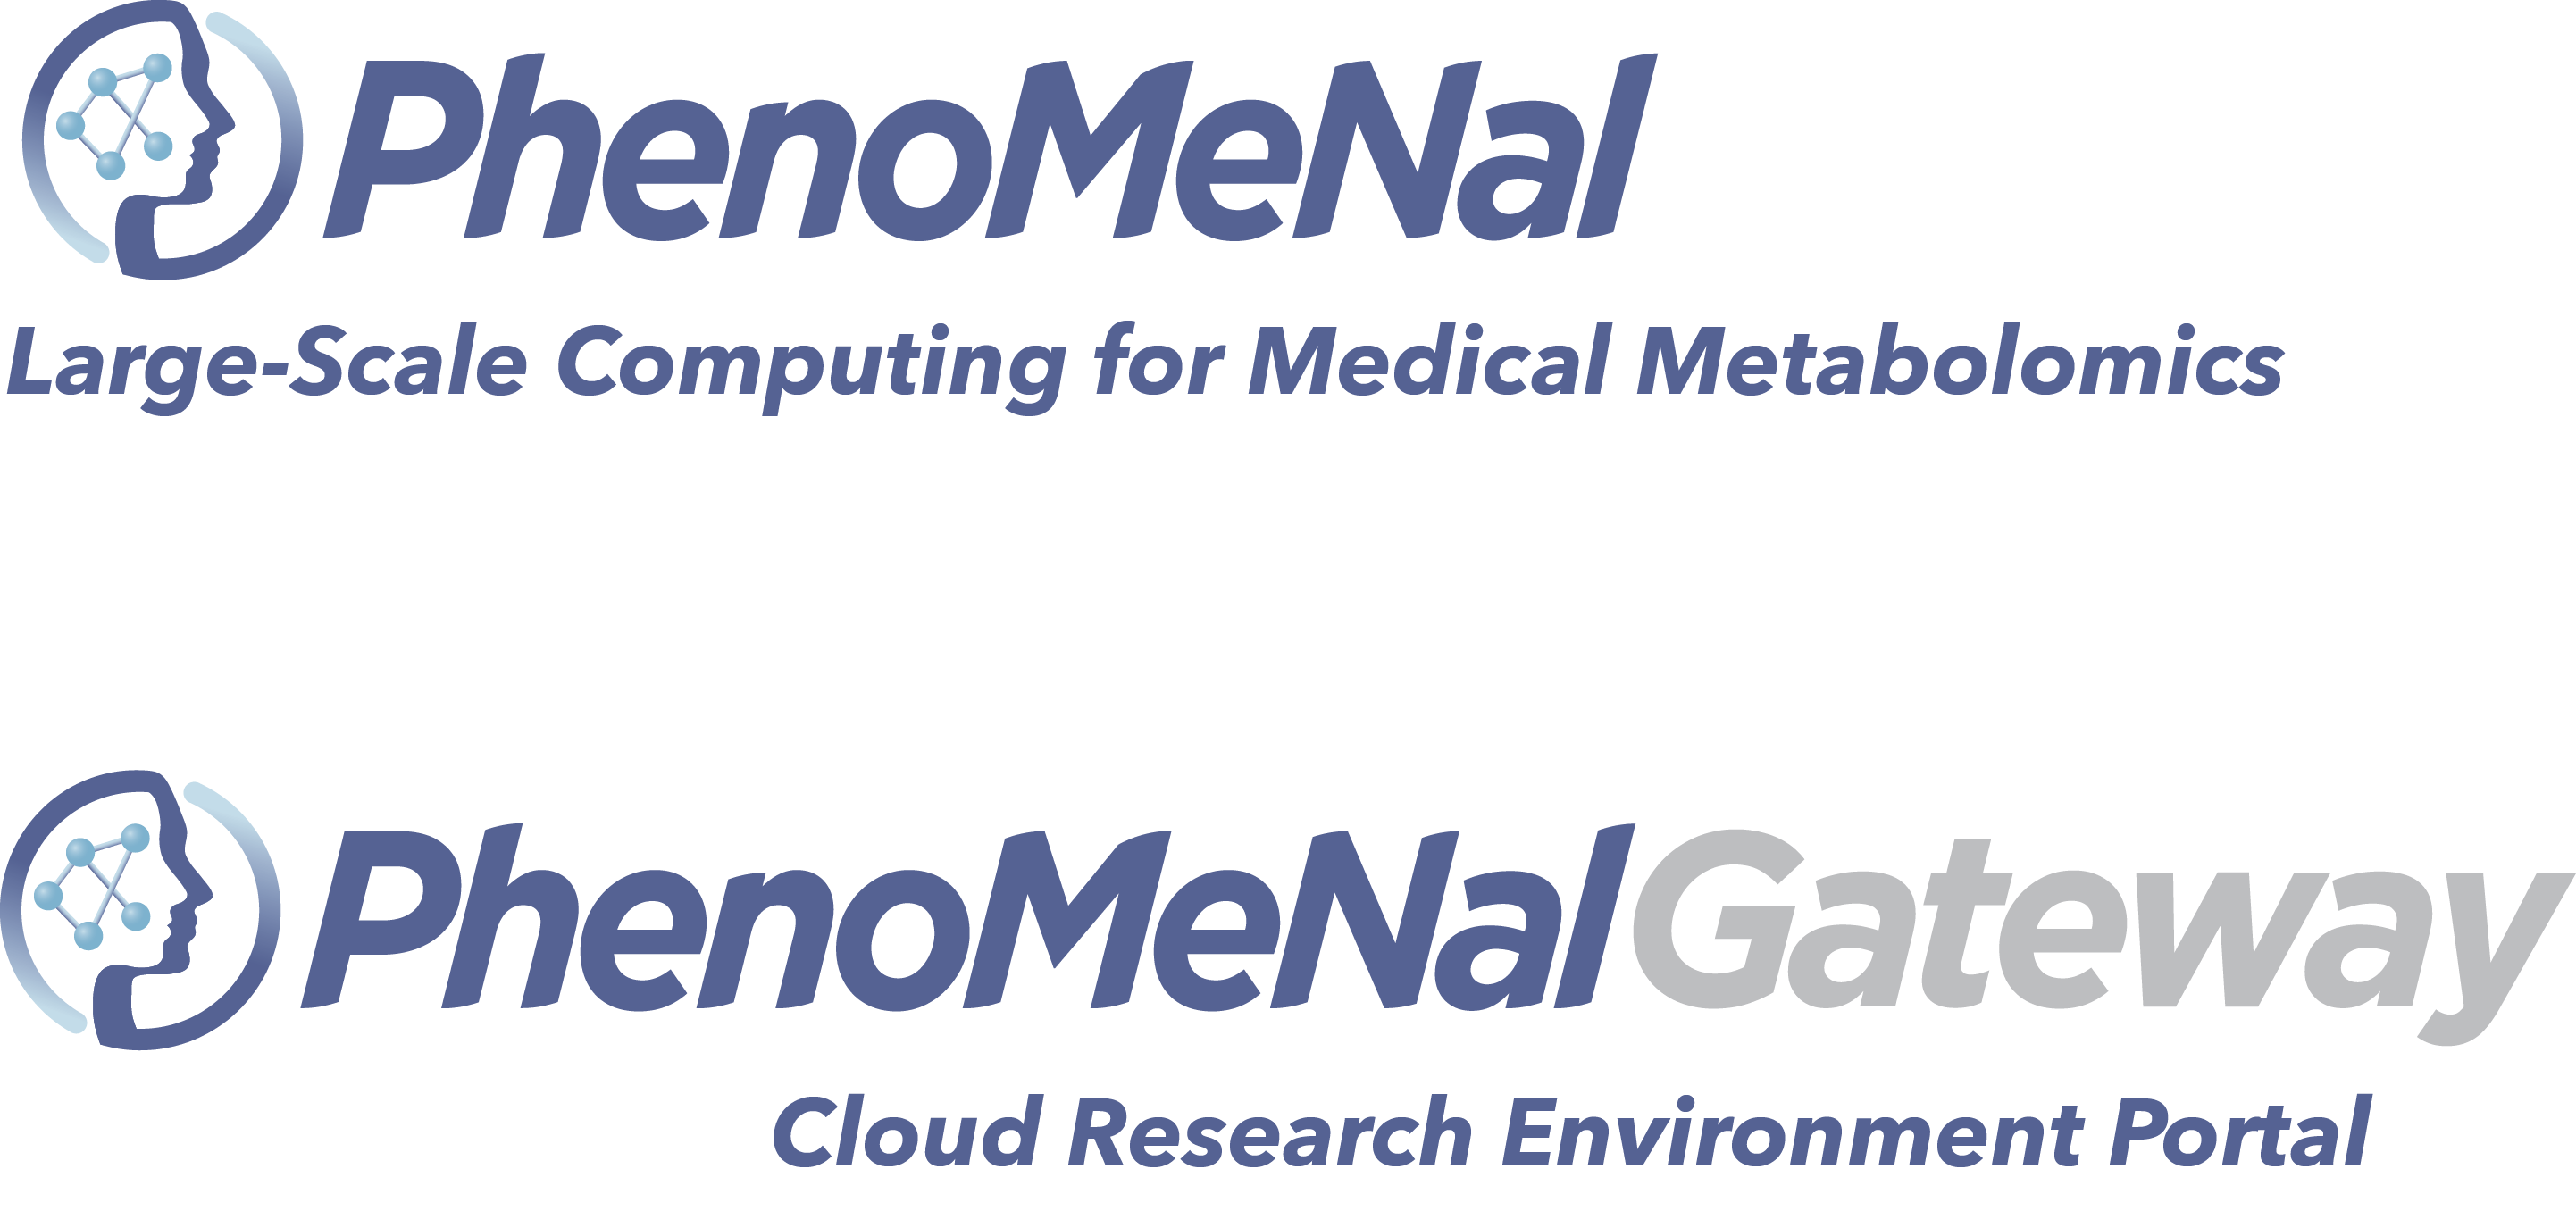 PhenoMeNal
Large-Scale Computing for Medical Metabolomics
PhenoMeNalGateway
Cloud Research Environment Portal